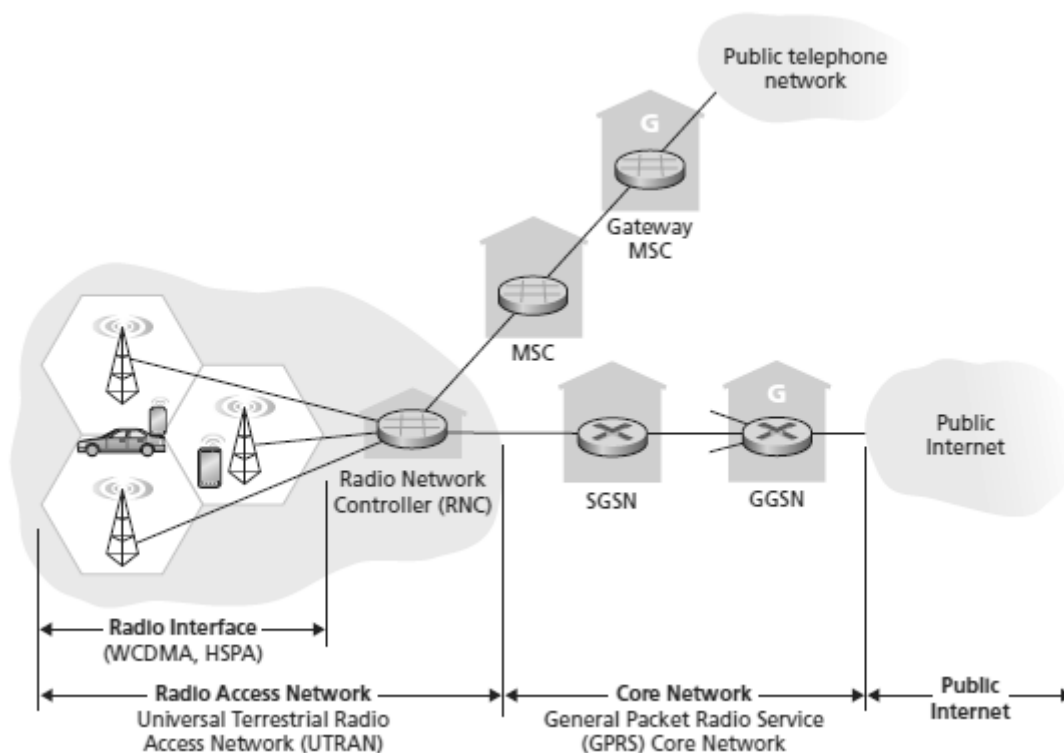 Public telephone
network
G
Gateway
MSC
MSC
G
Public
Internet
Radio Network
Controller (RNC)
SGSN
GGSN
Radio Interface
(WCDMA, HSPA)
Radio Access Network
Universal Terrestrial Radio
Access Network (UTRAN)
Core Network
General Packet Radio Service
(GPRS) Core Network
Public
Internet